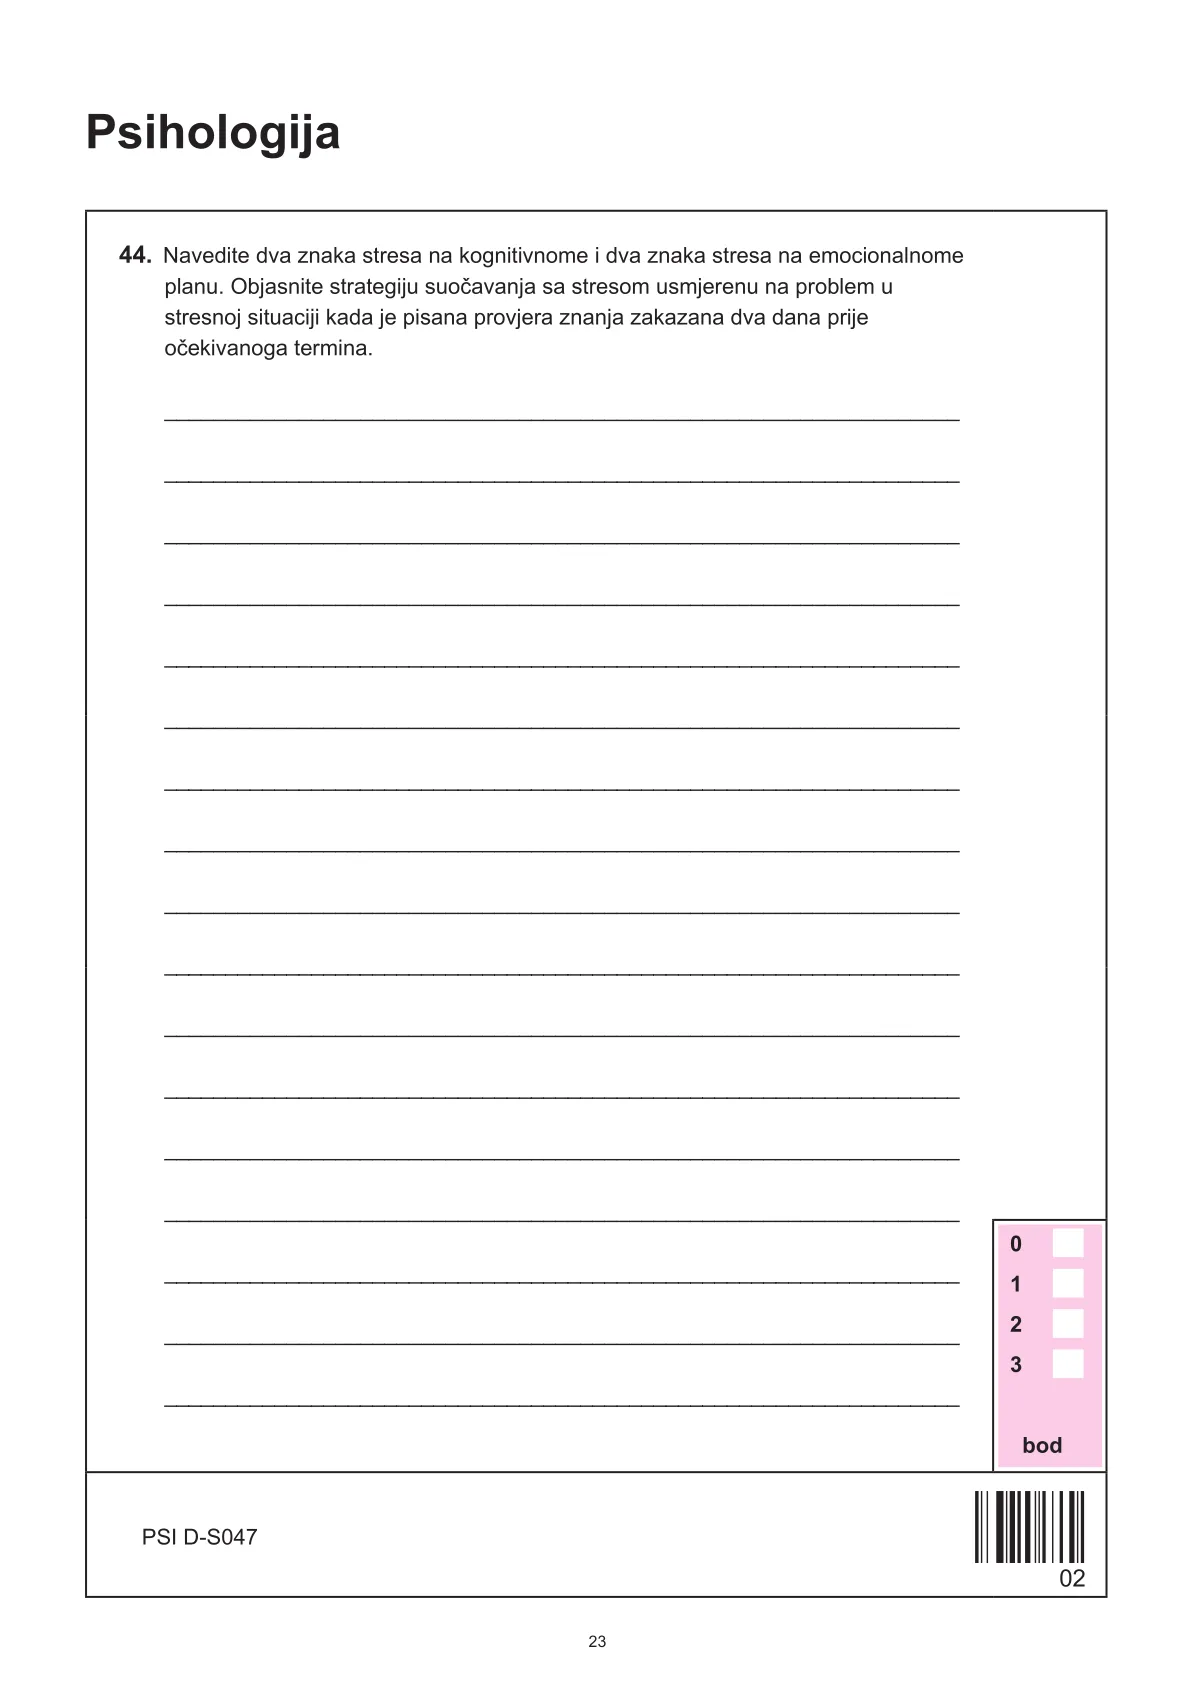 Psihologija
44. Navedite dva znaka stresa na kognitivnome i dva znaka stresa na emocionalnome
planu. Objasnite strategiju suočavanja sa stresom usmjerenu na problem u
stresnoj situaciji kada je pisana provjera znanja zakazana dva dana prije
očekivanoga termina.
0
1
2
3
bod
PSI D-S047
02
23